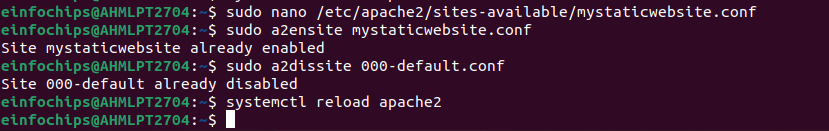 einfochips@AHMLPT2704:~$ sudo nano /etc/apache2/sites-available/mystaticwebsite.conf
einfochips@AHMLPT2704:~$ sudo a2ensite mystaticwebsite.conf
Site mystaticwebsite already enabled
einfochips@AHMLPT2704:~$ sudo a2dissite 000-default.conf
Site 000-default already disabled
einfochips@AHMLPT2704:~$ systemctl reload apache2
einfochips@AHMLPT2704:~$